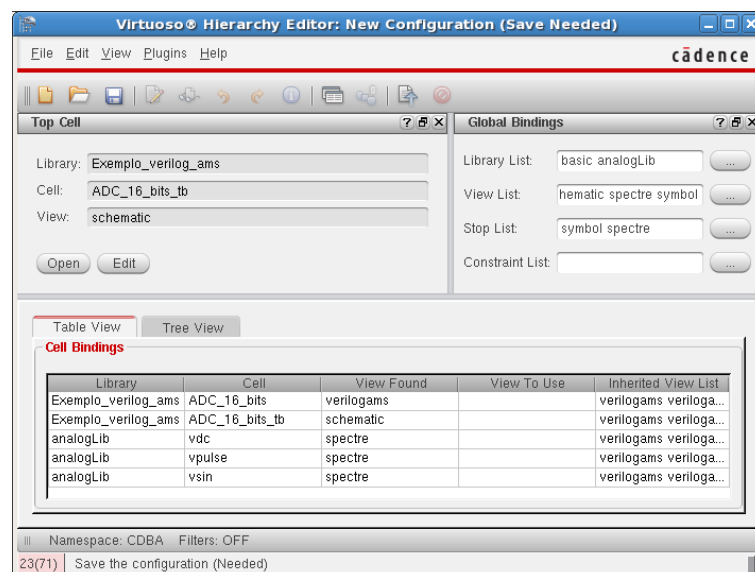 Virtuoso® Hierarchy Editor: New Configuration (Save Needed)
File Edit View Plugins Help
cādence
Top Cell
Library: Exemplo_verilog_ams
Cell: ADC_16_bits_tb
View: schematic
Open Edit
Global Bindings
Library List: basic analogLib ...
View List: hematic spectre symbol ...
Stop List: symbol spectre ...
Constraint List: ...
Table View Tree View
Cell Bindings
Library Cell View Found View To Use Inherited View List
Exemplo_verilog_ams ADC_16_bits verilogams verilogams veriloga...
Exemplo_verilog_ams ADC_16_bits_tb schematic verilogams veriloga...
analogLib vdc spectre verilogams veriloga...
analogLib vpulse spectre verilogams veriloga...
analogLib vsin spectre verilogams veriloga...
Namespace: CDBA Filters: OFF
23(71) Save the configuration (Needed)